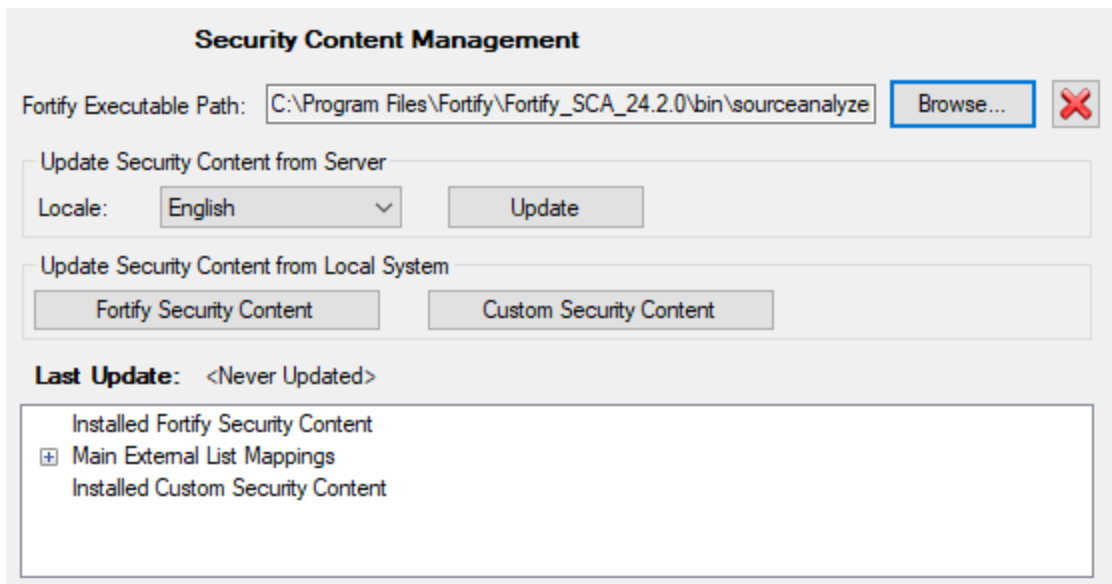 Security Content Management
Fortify Executable Path: C:\Program Files\Fortify\Fortify_SCA_24.2.0\bin\sourceanalyze Browse...
Update Security Content from Server
Locale: English Update
Update Security Content from Local System
Fortify Security Content Custom Security Content
Last Update: <Never Updated>
Installed Fortify Security Content
Main External List Mappings
Installed Custom Security Content